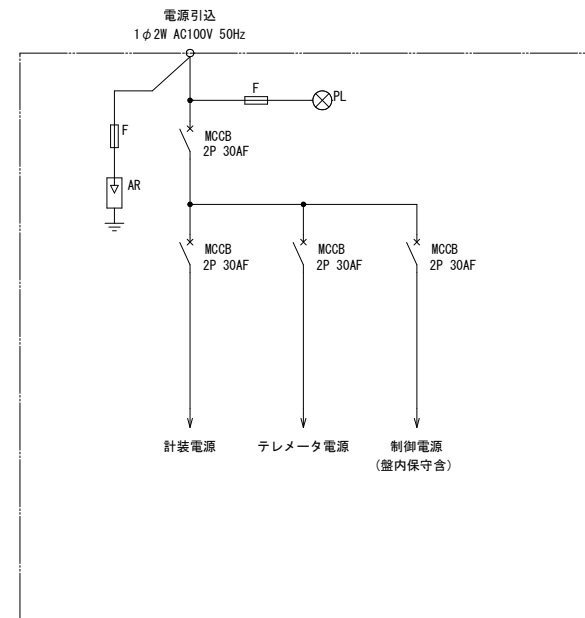 電源引込
1φ2W AC100V 50Hz
F
PL
F
MCCB
2P 30AF
AR
MCCB
2P 30AF
MCCB
2P 30AF
MCCB
2P 30AF
計装電源
テレメータ電源
制御電源
(盤内保守含)